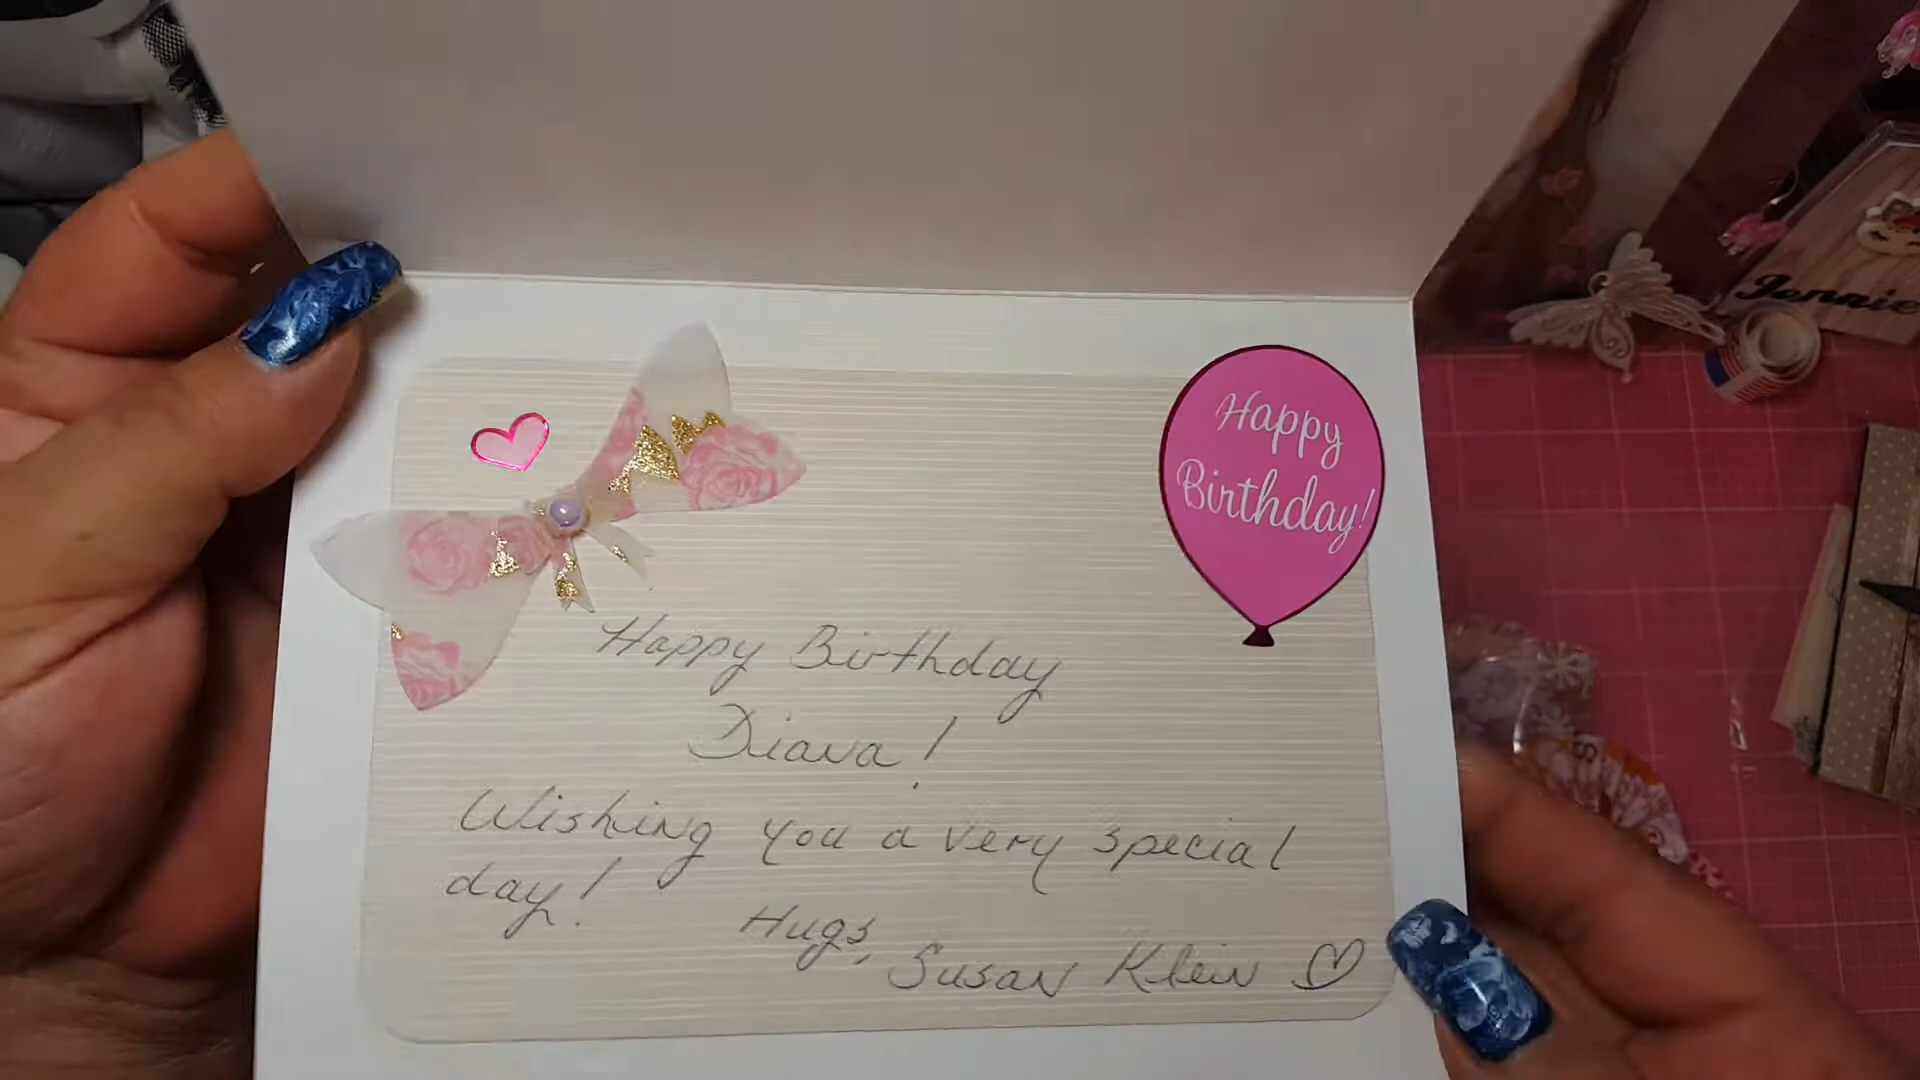 Happy
Birthday!
Happy Birthday
Diana!
Wishing you a very special
day!
Hugs,
Susan Klein
Jennie